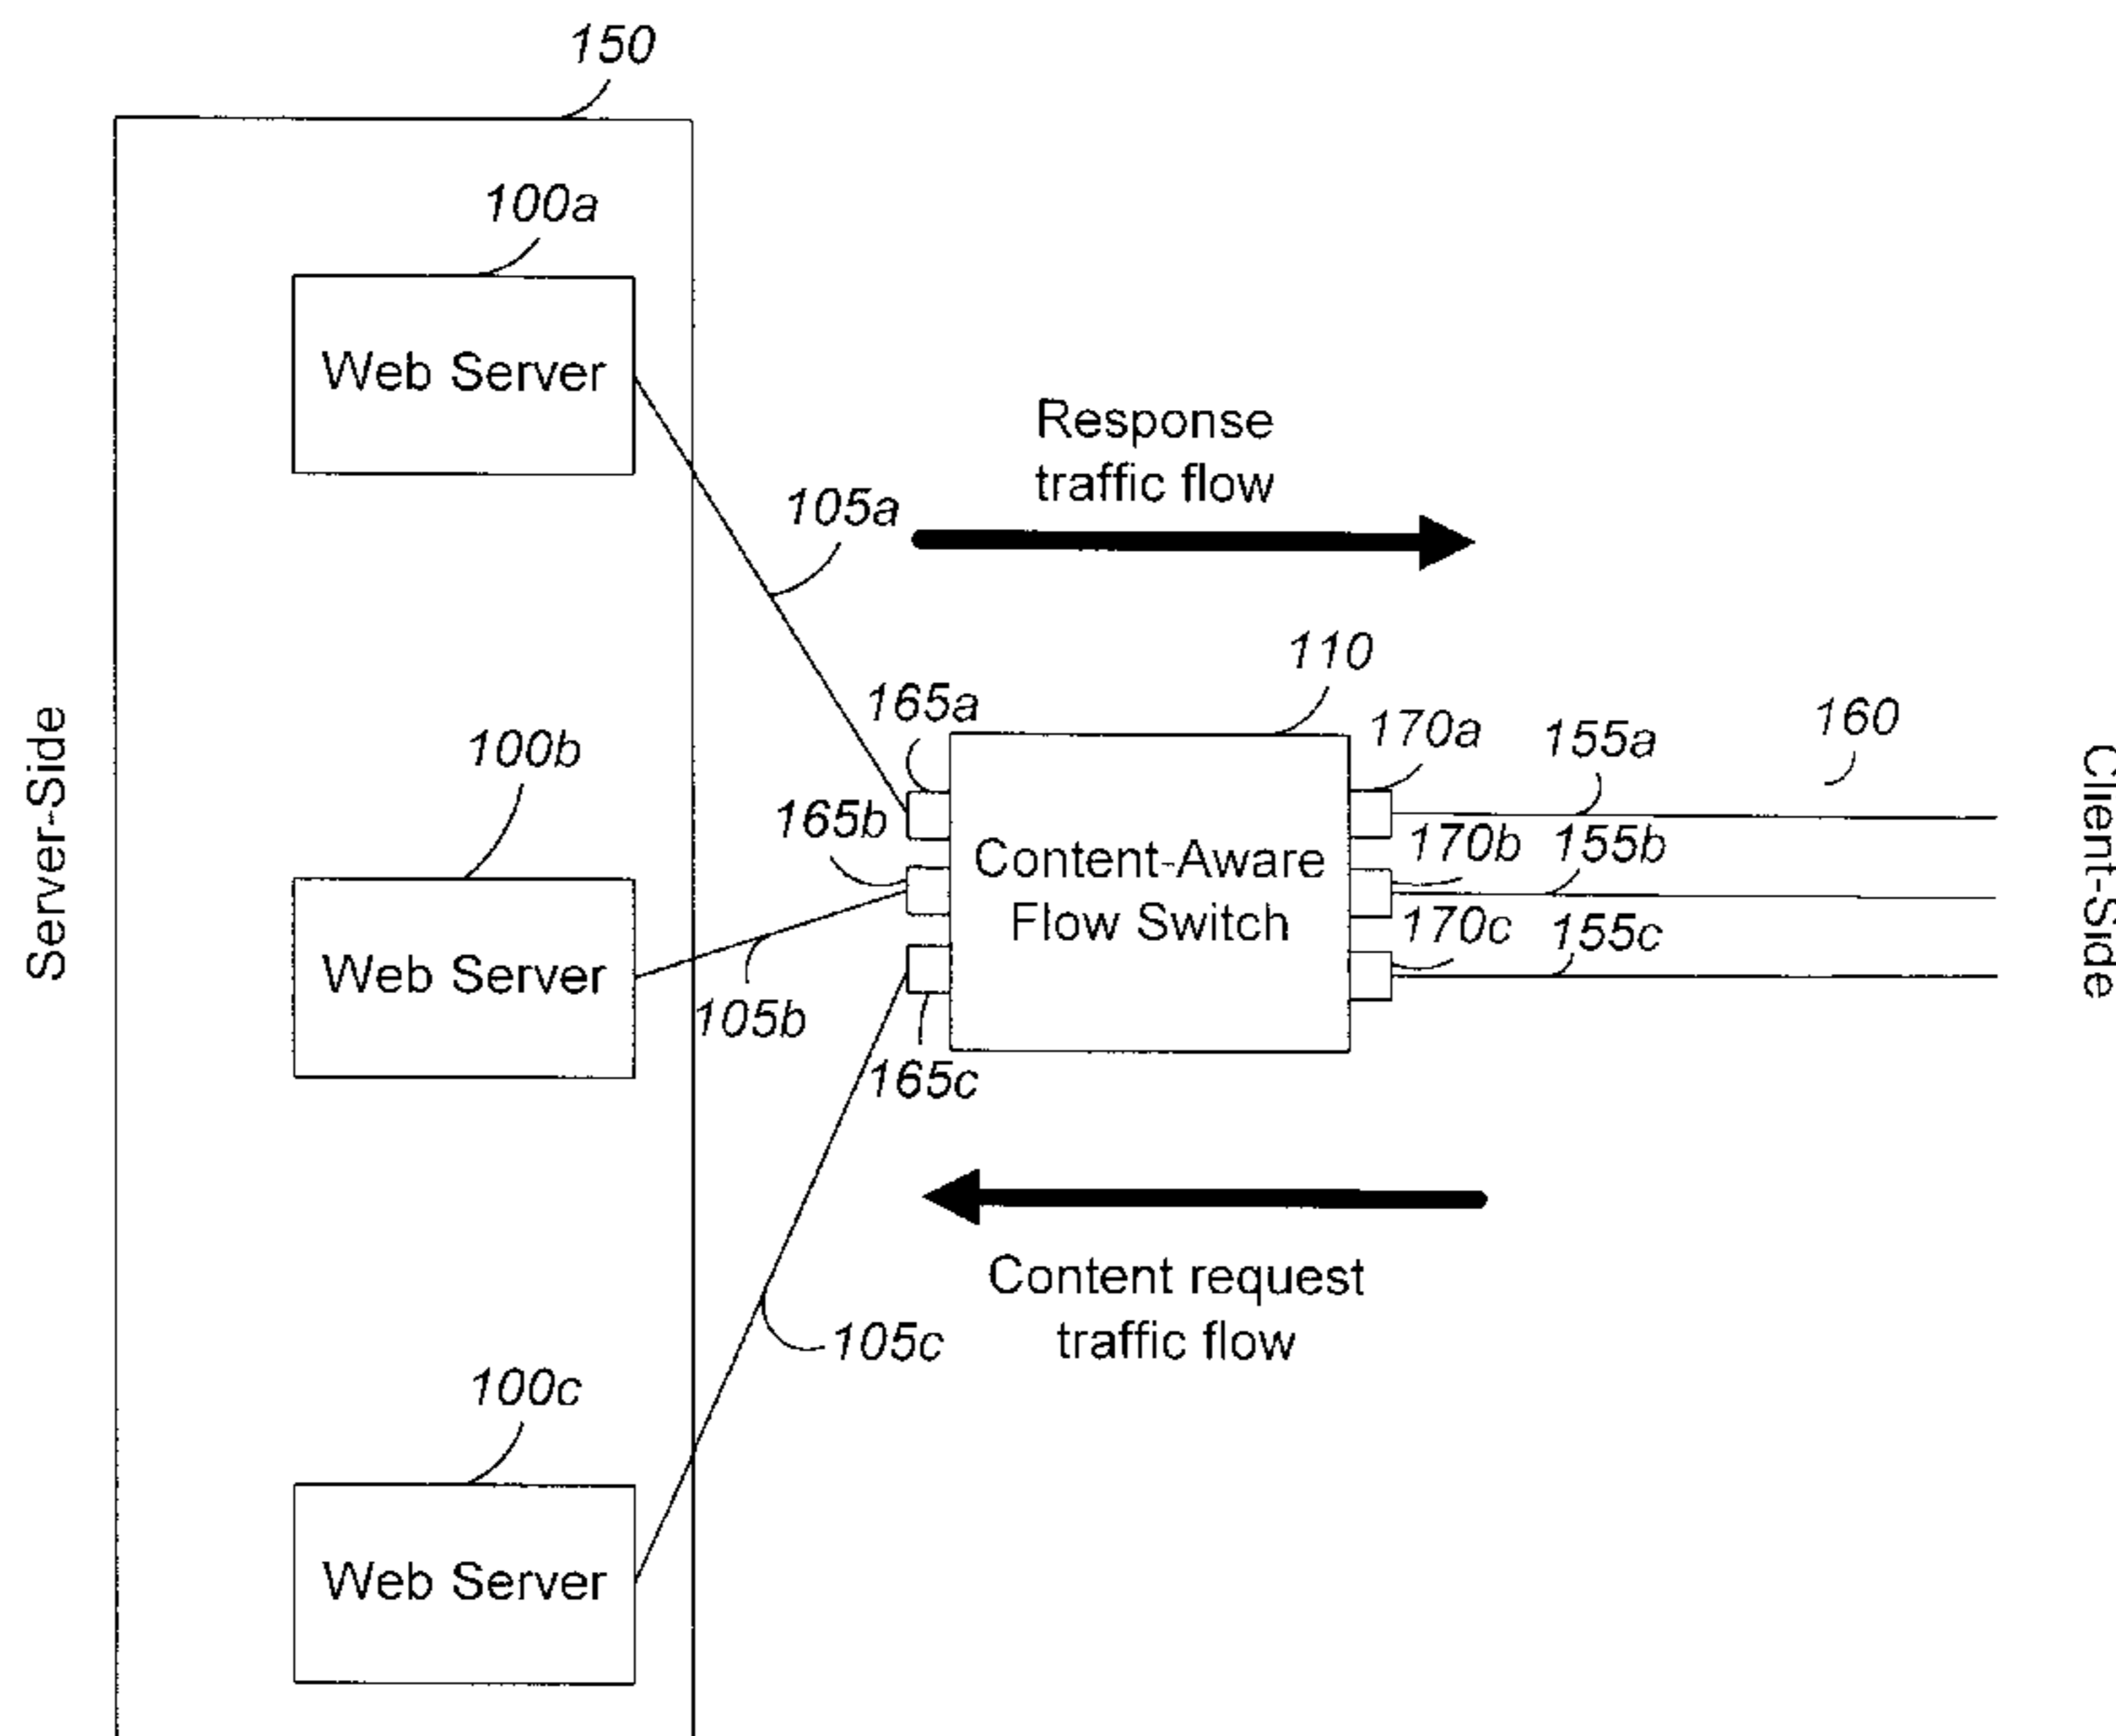 150
100a
Web Server
Response
traffic flow
105a
110
165a
170a
155a
160
Server-Side
100b
165b
Content-Aware
Flow Switch
170b
155b
Client-Side
170c
155c
Web Server
105b
165c
Content request
traffic flow
105c
100c
Web Server